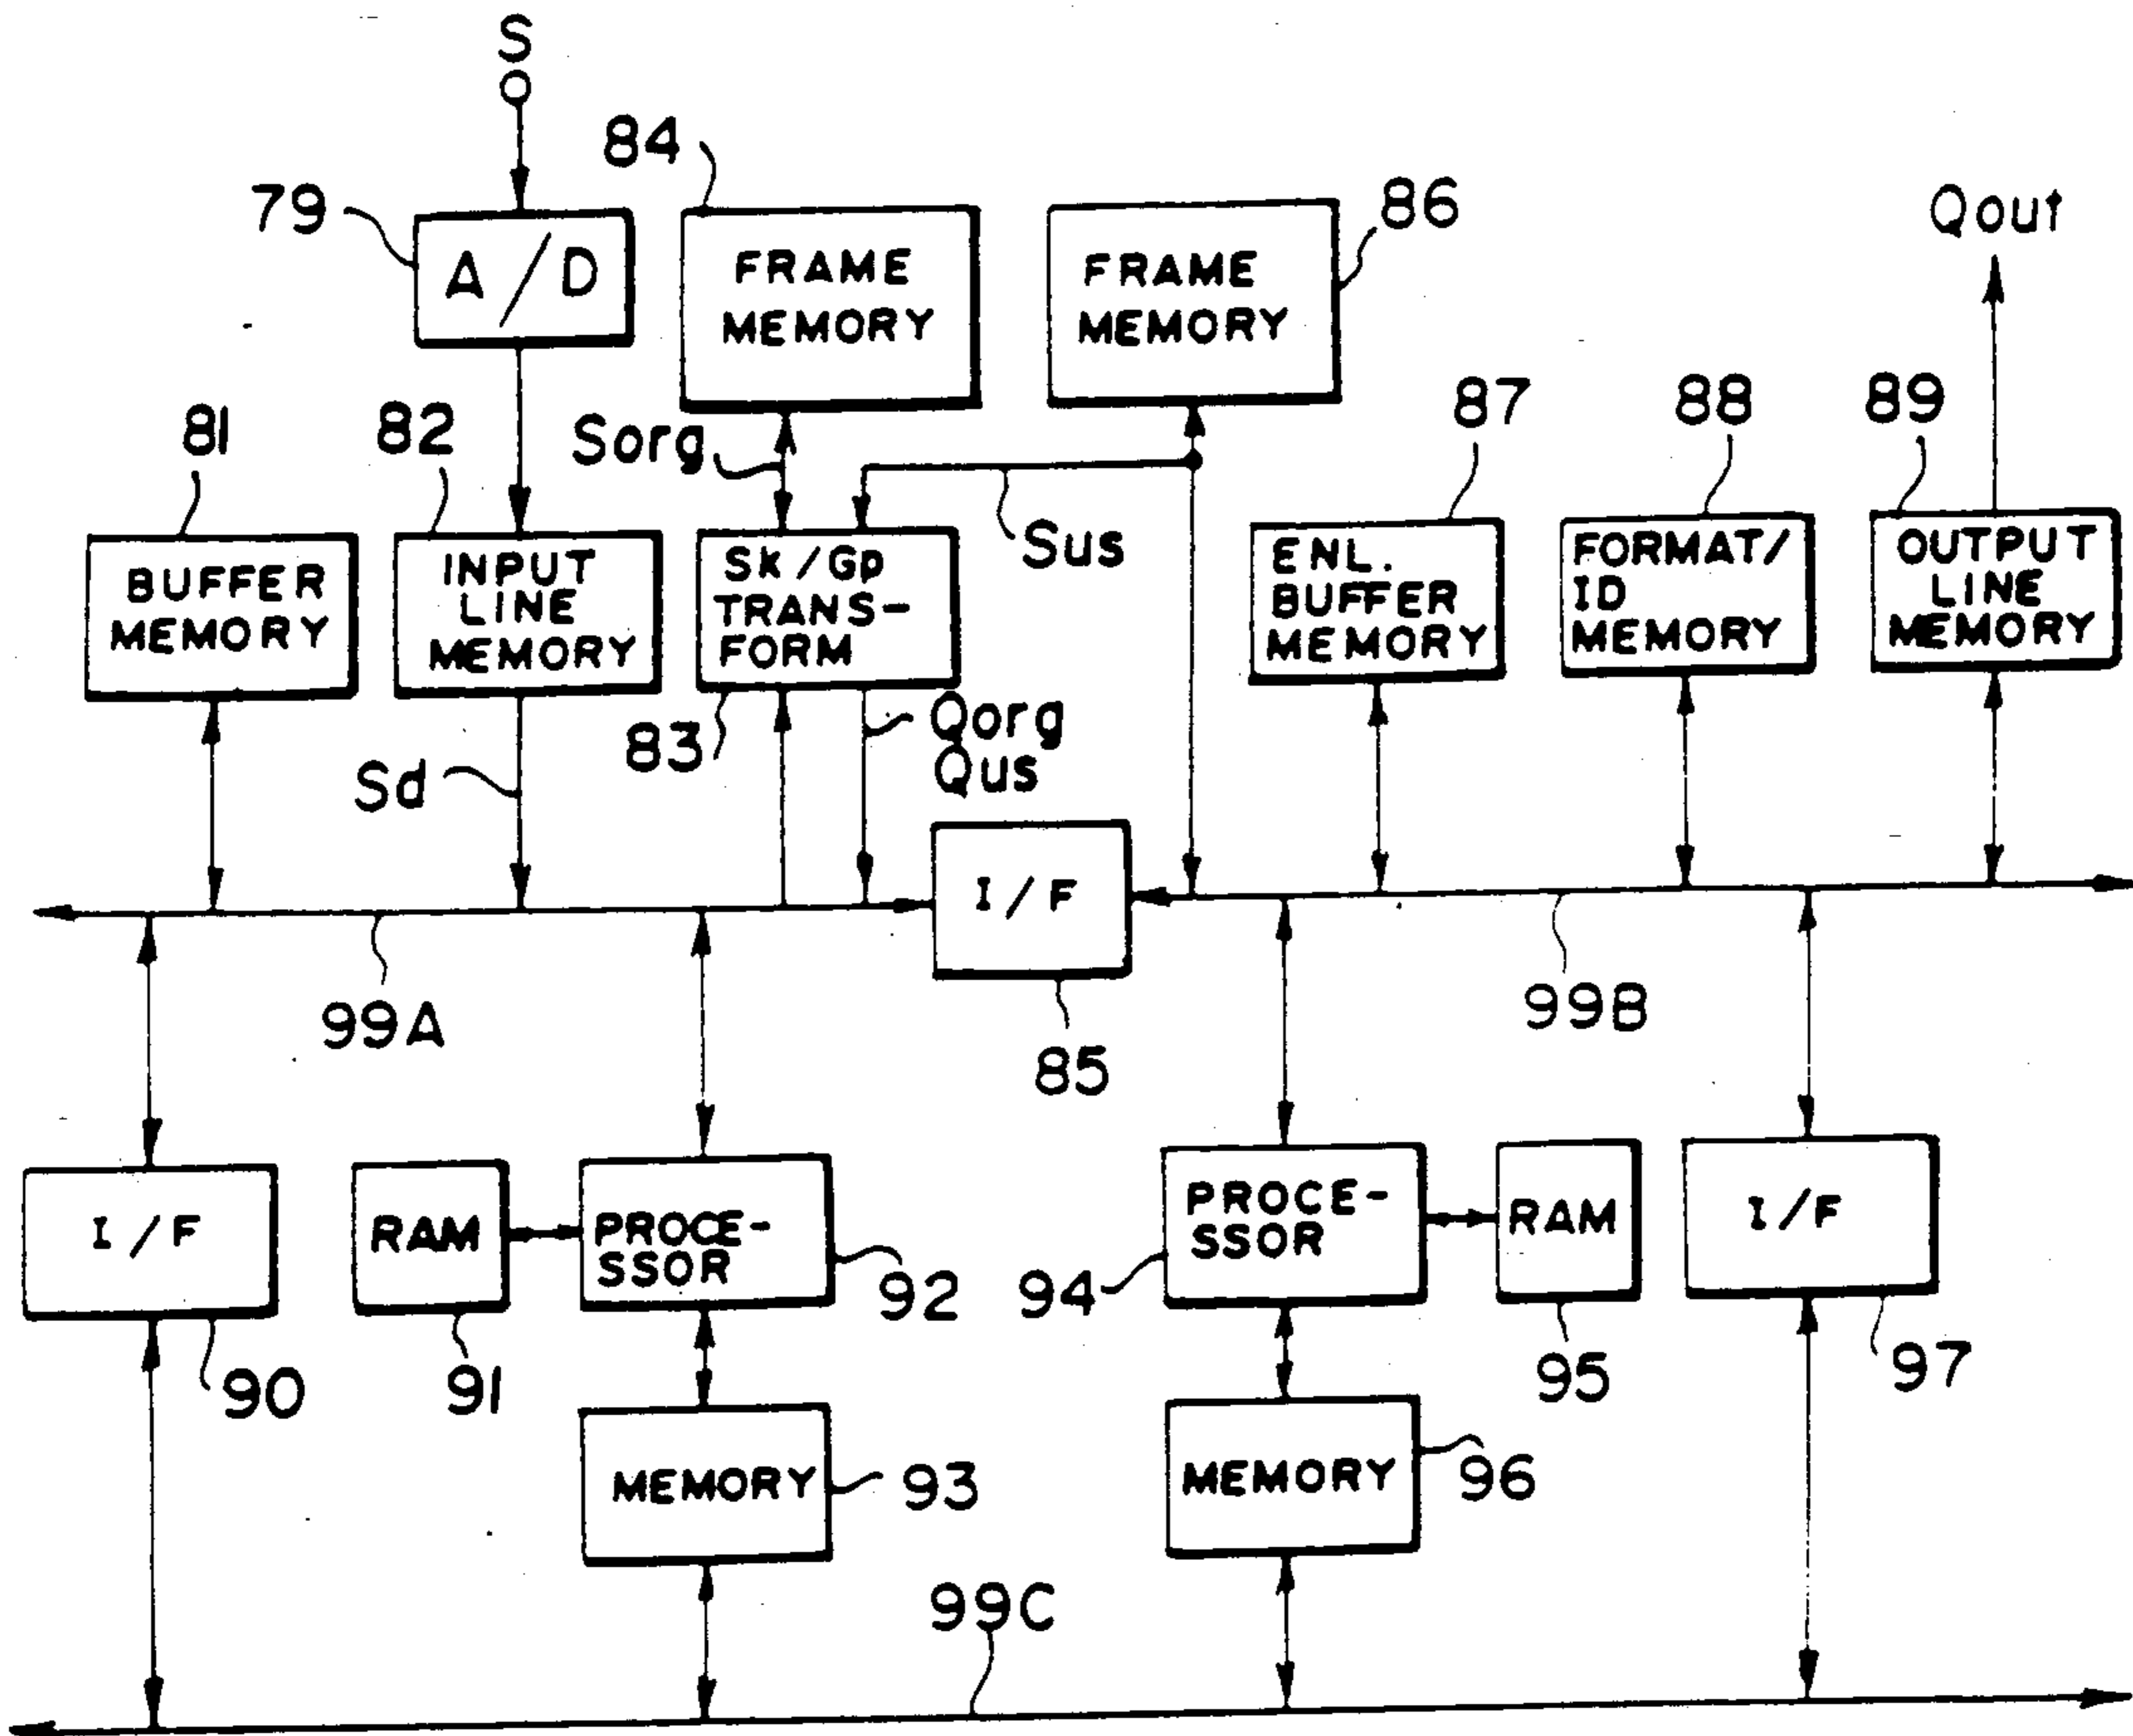 S
84
79
86
Qout
A/D
FRAME
MEMORY
FRAME
MEMORY
81
82
Sorg
87
88
89
Sus
BUFFER
MEMORY
INPUT
LINE
MEMORY
SK/GP
TRANS-
FORM
ENL.
BUFFER
MEMORY
FORMAT/
ID
MEMORY
OUTPUT
LINE
MEMORY
Sd
83
Qorg
Qus
I/F
99A
85
99B
I/F
RAM
PROCE-
SSOR
PROCE-
SSOR
RAM
I/F
90
91
92
94
95
97
MEMORY
93
MEMORY
96
99C